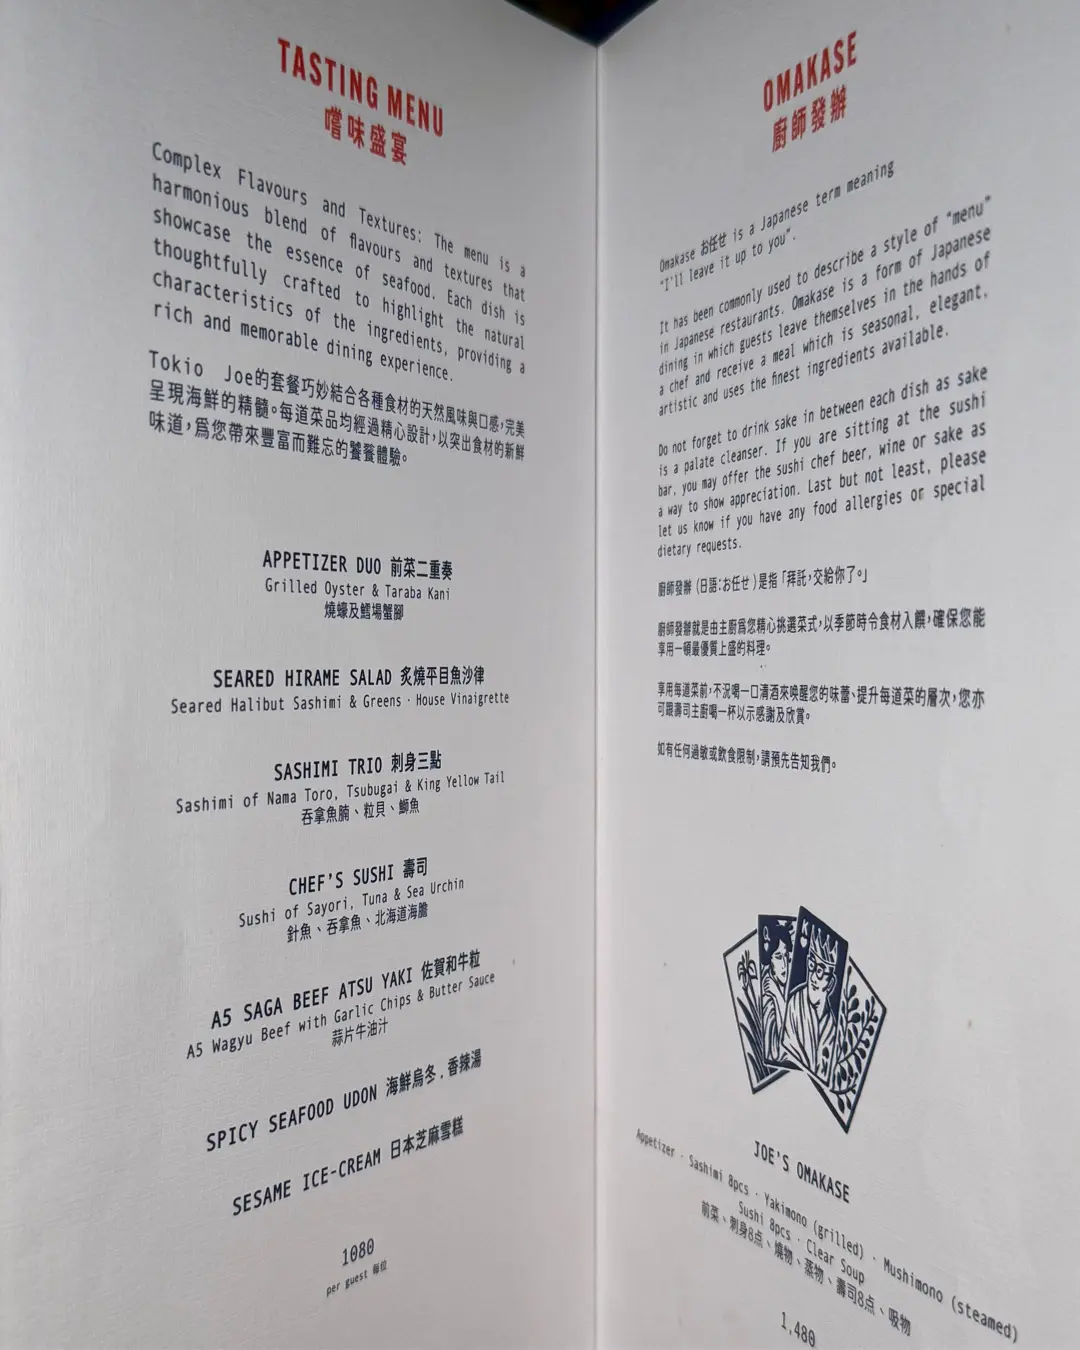 TASTING MENU
嚐味盛宴
Complex Flavours and Textures: The menu is a
harmonious blend of flavours and textures that
showcase the essence of seafood. Each dish is
thoughtfully crafted to highlight the natural
characteristics of the ingredients, providing a
rich and memorable dining experience.
Tokio Joe的套餐巧妙結合各種食材的天然風味與口感,完美
呈現海鮮的精髓。每道菜品均經過精心設計,以突出食材的新鮮
味道,爲您帶來豐富而難忘的饕餮體驗。
APPETIZER DUO 前菜二重奏
Grilled Oyster & Taraba Kani
燒蠔及鱈場蟹腳
SEARED HIRAME SALAD 炙燒平目魚沙律
Seared Halibut Sashimi & Greens · House Vinaigrette
SASHIMI TRIO 刺身三點
Sashimi of Nama Toro, Tsubugai & King Yellow Tail
吞拿魚腩、粒貝、鰤魚
CHEF'S SUSHI 壽司
Sushi of Sayori, Tuna & Sea Urchin
針魚、吞拿魚、北海道海膽
A5 SAGA BEEF ATSU YAKI 佐賀和牛粒
A5 Wagyu Beef with Garlic Chips & Butter Sauce
蒜片牛油汁
SPICY SEAFOOD UDON 海鮮烏冬.香辣湯
SESAME ICE-CREAM 日本芝麻雪糕
1080
per guest 每位
OMAKASE
廚師發辦
Omakase お任せ is a Japanese term meaning
"I'll leave it up to you".
It has been commonly used to describe a style of "menu"
in Japanese restaurants. Omakase is a form of Japanese
dining in which guests leave themselves in the hands of
a chef and receive a meal which is seasonal, elegant,
artistic and uses the finest ingredients available.
Do not forget to drink sake in between each dish as sake
is a palate cleanser. If you are sitting at the sushi
bar, you may offer the sushi chef beer, wine or sake as
a way to show appreciation. Last but not least, please
let us know if you have any food allergies or special
dietary requests.
廚師發辦 (日語:お任せ)是指「拜託,交給你了。」
廚師發辦就是由主廚爲您精心挑選菜式,以季節時令食材入饌,確保您能
享用一頓最優質上盛的料理。
享用每道菜前,不況喝一口清酒來喚醒您的味蕾、提升每道菜的層次,您亦
可跟壽司主廚喝一杯以示感謝及欣賞。
如有任何過敏或飲食限制,請預先告知我們。
JOE'S OMAKASE
Appetizer · Sashimi 8pcs · Yakimono (grilled) · Mushimono (steamed)
Sushi 8pcs · Clear Soup
前菜、刺身8点、燒物、蒸物、壽司8点、吸物
1,480